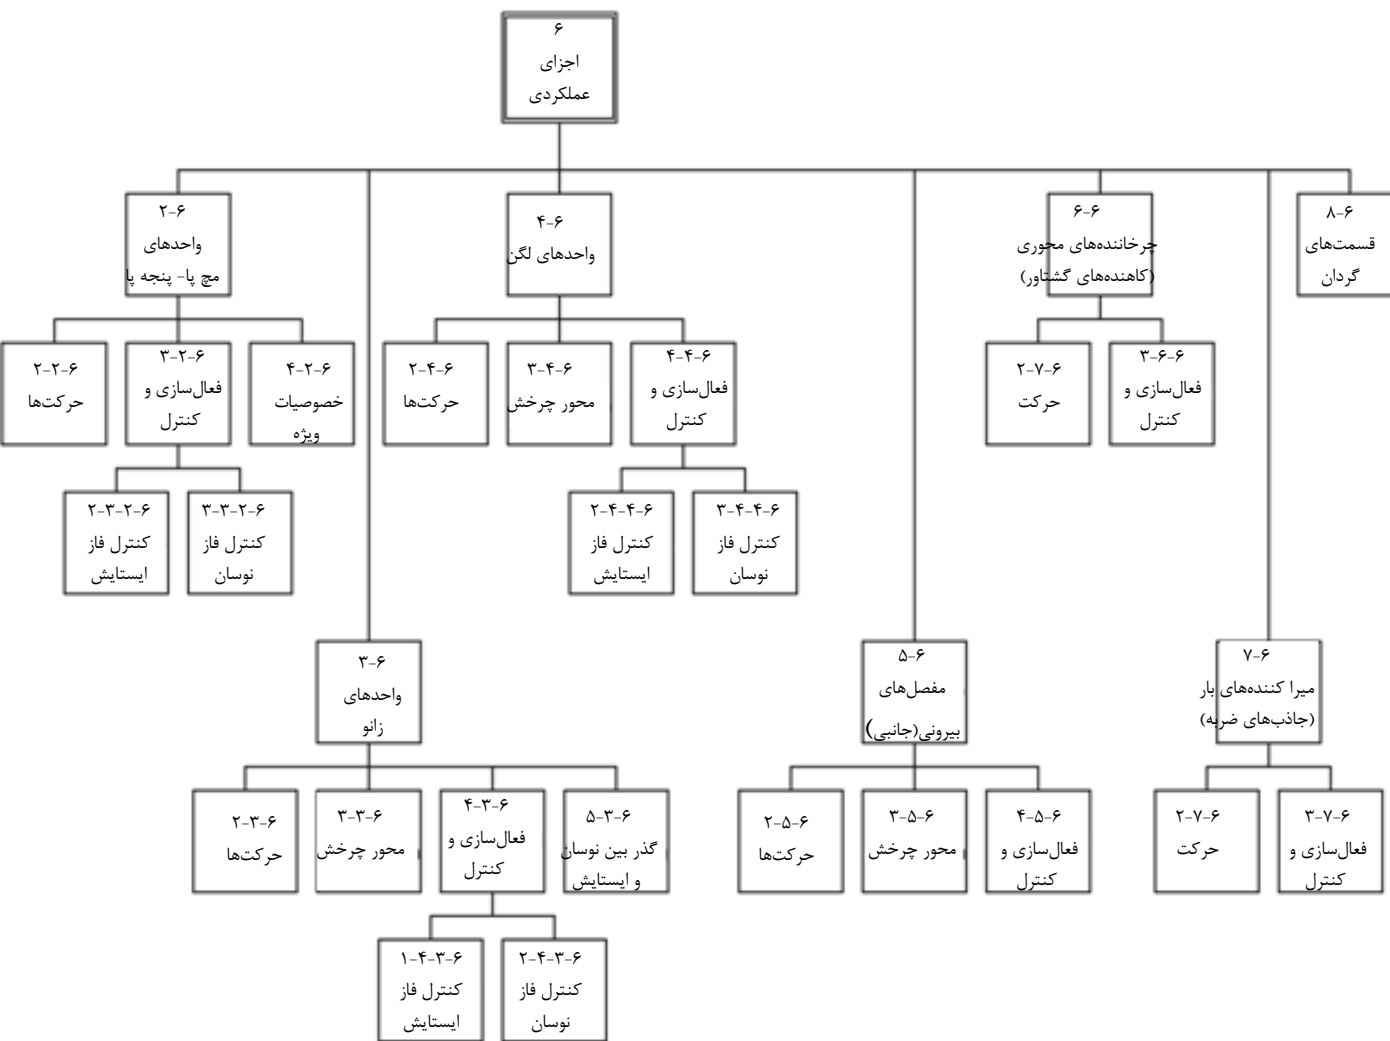 ۶
اجزای
عملکردی
۲-۶
واحدهای
مچ پا- پنجه پا
۴-۶
واحدهای لگن
۶-۶
چرخاننده‌های محوری
(کاهنده‌های گشتاور)
۸-۶
قسمت‌های
گردان
۲-۲-۶
حرکت‌ها
۳-۲-۶
فعال‌سازی و
کنترل
۴-۲-۶
خصوصیات
ویژه
۲-۴-۶
حرکت‌ها
۳-۴-۶
محور چرخش
۴-۴-۶
فعال‌سازی و
کنترل
۲-۷-۶
حرکت
۳-۶-۶
فعال‌سازی و
کنترل
۲-۳-۲-۶
کنترل فاز
ایستایش
۳-۳-۲-۶
کنترل فاز
نوسان
۲-۴-۴-۶
کنترل فاز
ایستایش
۳-۴-۴-۶
کنترل فاز
نوسان
۳-۶
واحدهای
زانو
۵-۶
مفصل‌های
بیرونی(جانبی)
۷-۶
میرا کننده‌های بار
(جاذب‌های ضربه)
۲-۳-۶
حرکت‌ها
۳-۳-۶
محور چرخش
۴-۳-۶
فعال‌سازی و
کنترل
۵-۳-۶
گذر بین نوسان
و ایستایش
۲-۵-۶
حرکت‌ها
۳-۵-۶
محور چرخش
۴-۵-۶
فعال‌سازی و
کنترل
۲-۷-۶
حرکت
۳-۷-۶
فعال‌سازی و
کنترل
۱-۴-۳-۶
کنترل فاز
ایستایش
۲-۴-۳-۶
کنترل فاز
نوسان